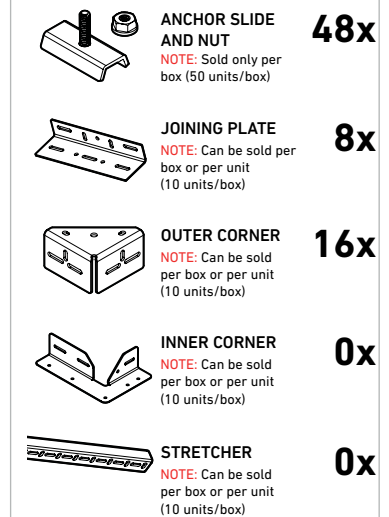 ANCHOR SLIDE
AND NUT
48x
NOTE: Sold only per
box (50 units/box)
JOINING PLATE
8x
NOTE: Can be sold per
box or per unit
(10 units/box)
OUTER CORNER
16x
NOTE: Can be sold
per box or per unit
(10 units/box)
INNER CORNER
0x
NOTE: Can be sold
per box or per unit
(10 units/box)
STRETCHER
0x
NOTE: Can be sold
per box or per unit
(10 units/box)